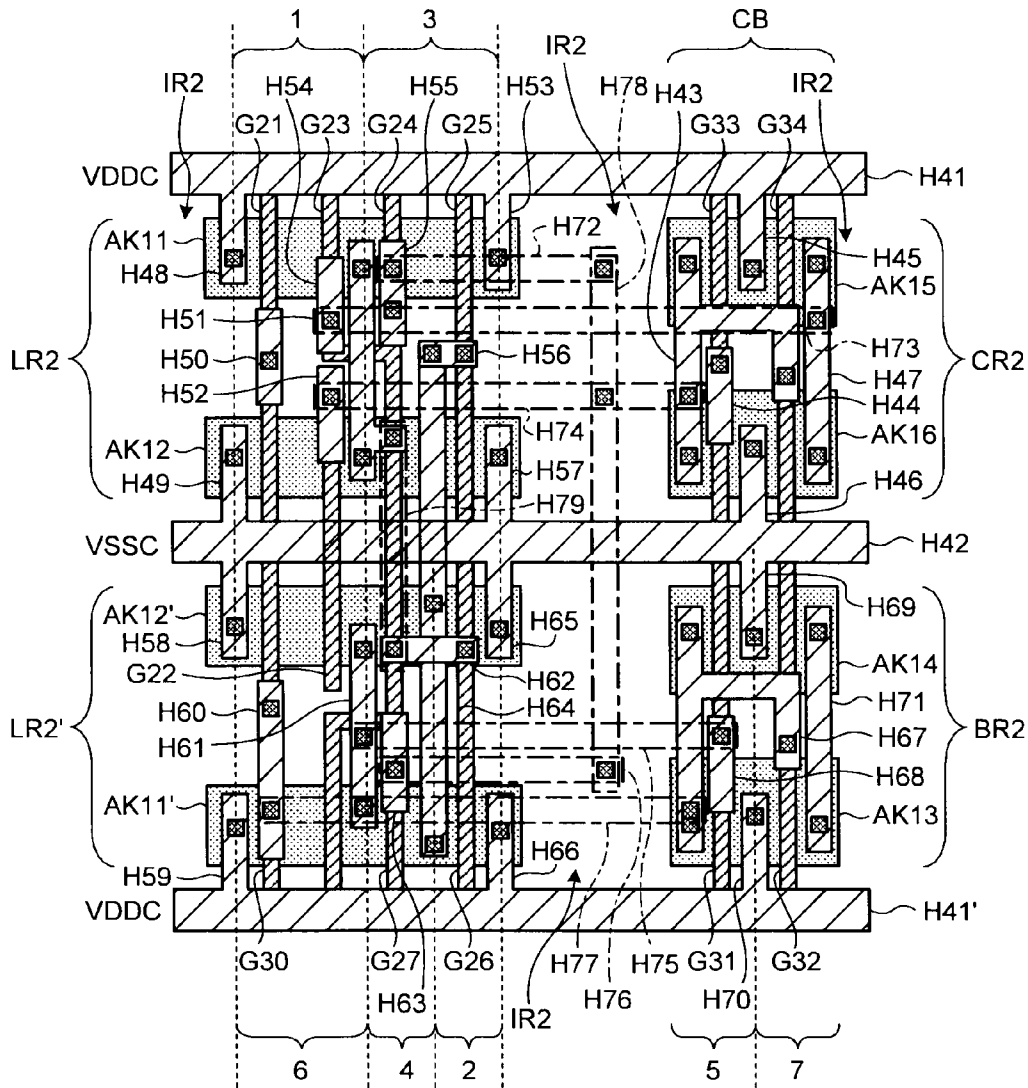 1 3 CB
IR2 IR2 IR2
H54 H55 H53 H78 H43
G21 G23 G24 G25 G33 G34
VDDC H41
AK11 H72 H45
H48 AK15
H51 H73
LR2 H50 H56 CR2
H52 H47
H44
H74
AK12 AK16
H49 H57 H46
H79
VSSC H42
AK12' H69
H58 H65
G22 AK14
H62
LR2' H60 H64 H71 BR2
H61 H67
H68
AK11' AK13
H59 H66
VDDC H41'
G30 G27 G26 H77 H75 G31 G32
H63 H76 H70
IR2
6 4 2 5 7